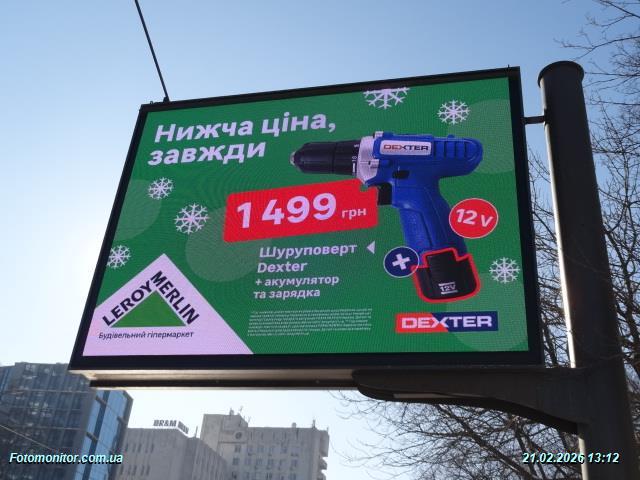 Нижча ціна,
завжди
DEXTER
1 499 грн
12 V
Шуруповерт
Dexter
+ акумулятор
та зарядка
+
12V
LEROY MERLIN
Будівельний гіпермаркет
DEXTER
Fotomonitor.com.ua
21.02.2026 13:12